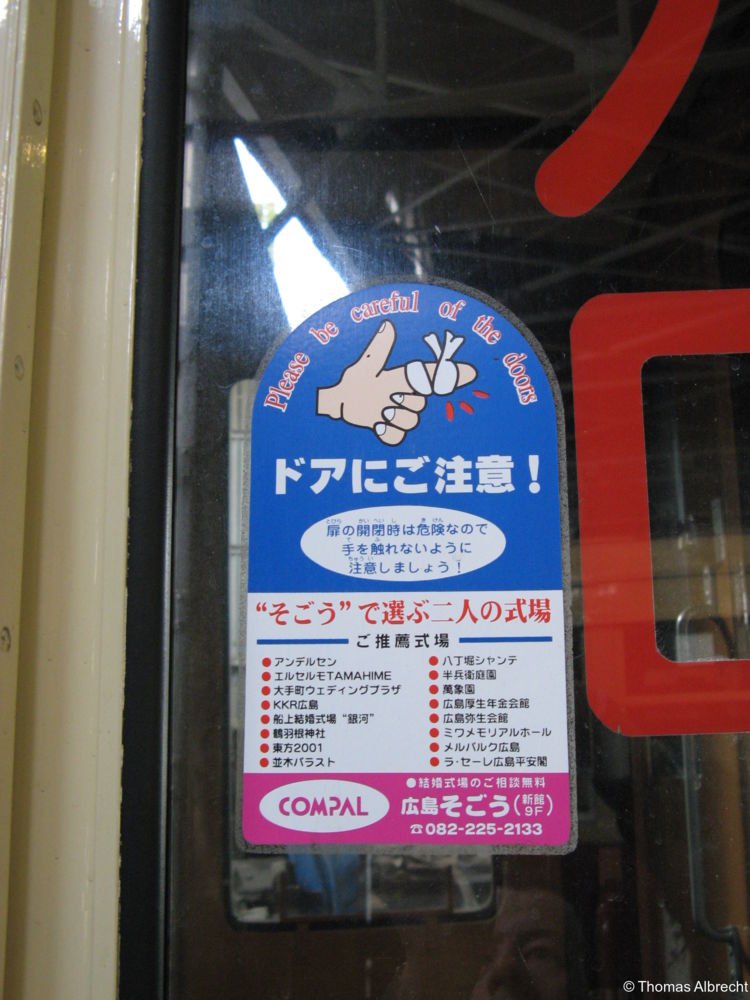 Please be careful of the doors
ドアにご注意！
扉の開閉時は危険なので
手を触れないように
注意しましょう！
“そごう”で選ぶ二人の式場
ご推薦式場
●アンデルセン
●エルセルモTAMAHIME
●大手町ウェディングプラザ
●KKR広島
●船上結婚式場“銀河”
●鶴羽根神社
●東方2001
●並木パラスト
●八丁堀シャンテ
●半兵衛庭園
●萬象園
●広島厚生年金会館
●広島弥生会館
●ミワメモリアルホール
●メルパルク広島
●ラ・セーレ広島平安閣
COMPAL
●結婚式場のご相談無料
広島そごう(新館9F)
☎082-225-2133
© Thomas Albrecht